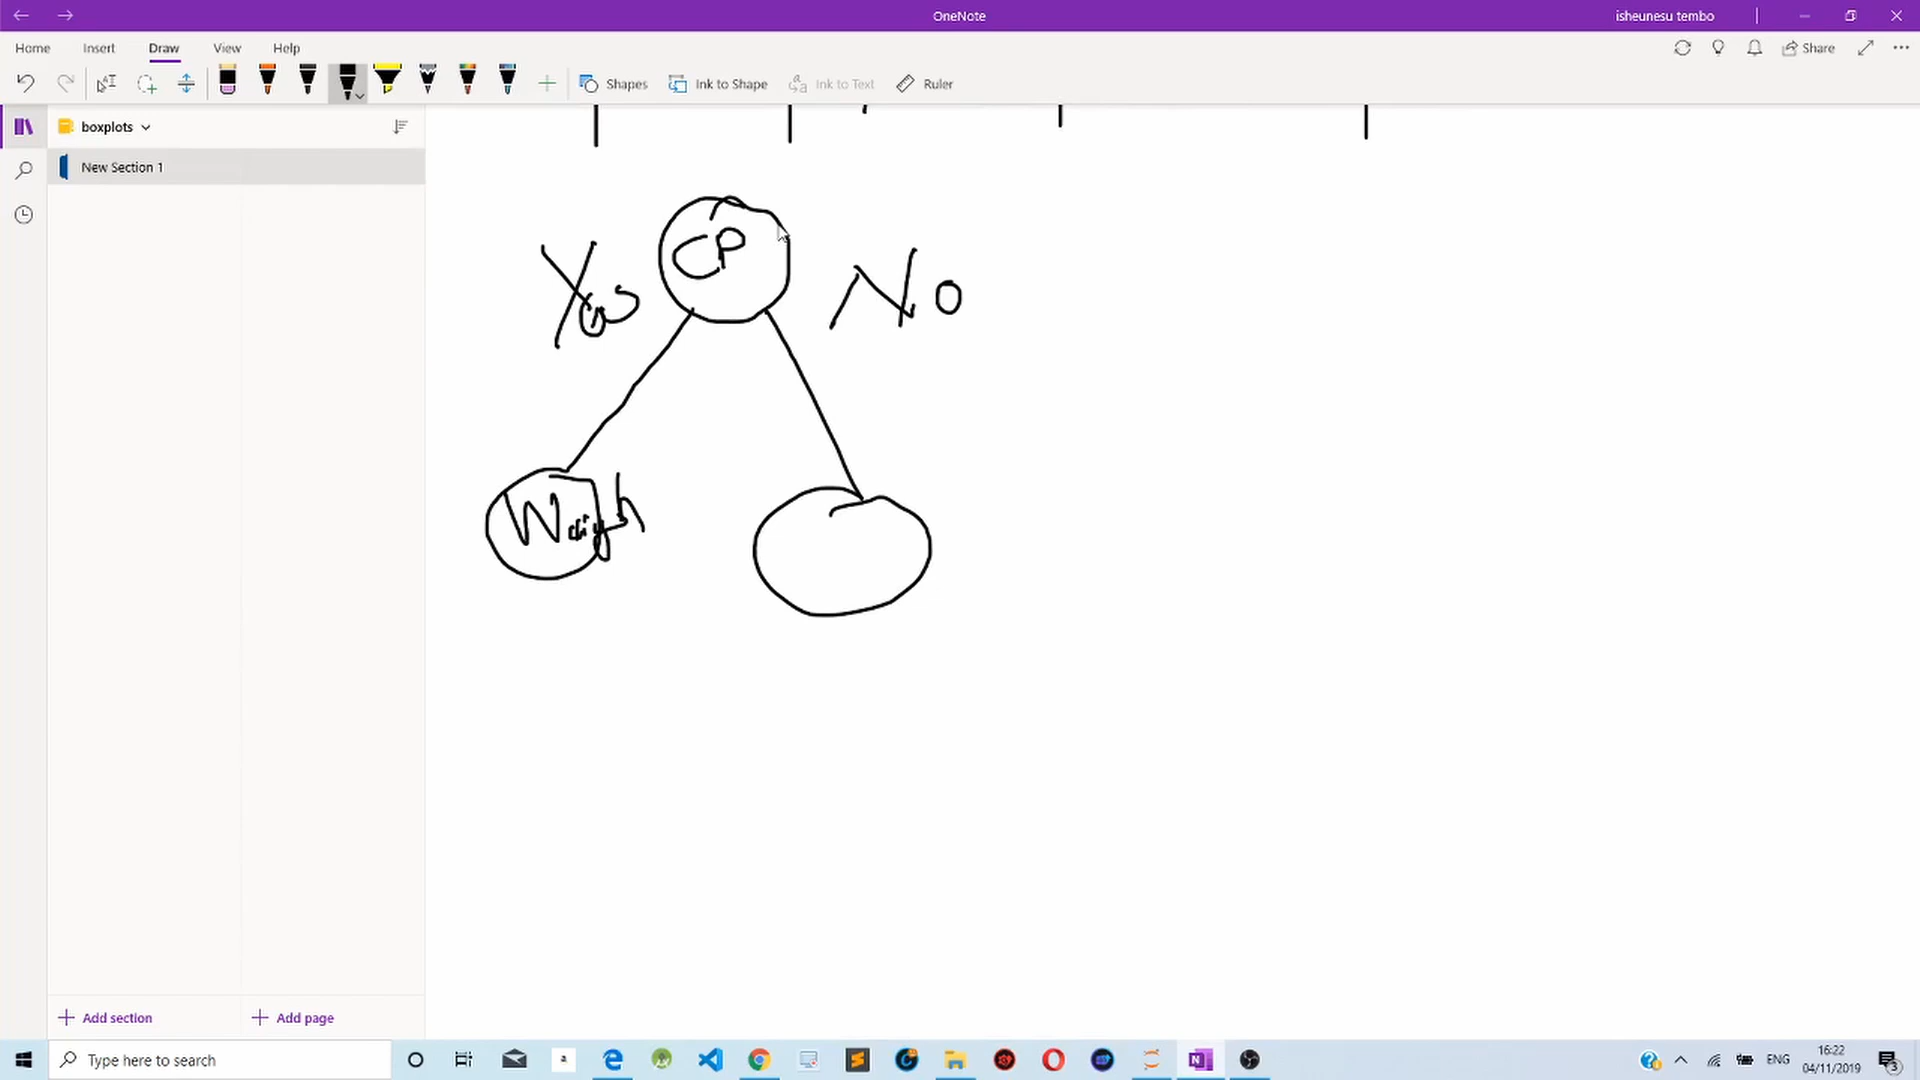 OneNote
isheunesu tembo
Home Insert Draw View Help
Share
Shapes Ink to Shape Ink to Text Ruler
boxplots
New Section 1
CP
Yes
No
Weigh
Add section
Add page
Type here to search
a
ENG
16:22
04/11/2019
3